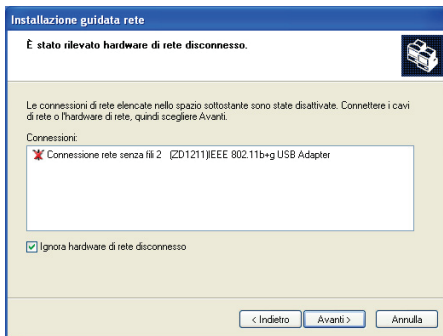 Installazione guidata rete
È stato rilevato hardware di rete disconnesso.
Le connessioni di rete elencate nello spazio sottostante sono state disattivate. Connettere i cavi
di rete o l'hardware di rete, quindi scegliere Avanti.
Connessioni:
Connessione rete senza fili 2 (ZD1211)IEEE 802.11b+g USB Adapter
Ignora hardware di rete disconnesso
< Indietro
Avanti >
Annulla